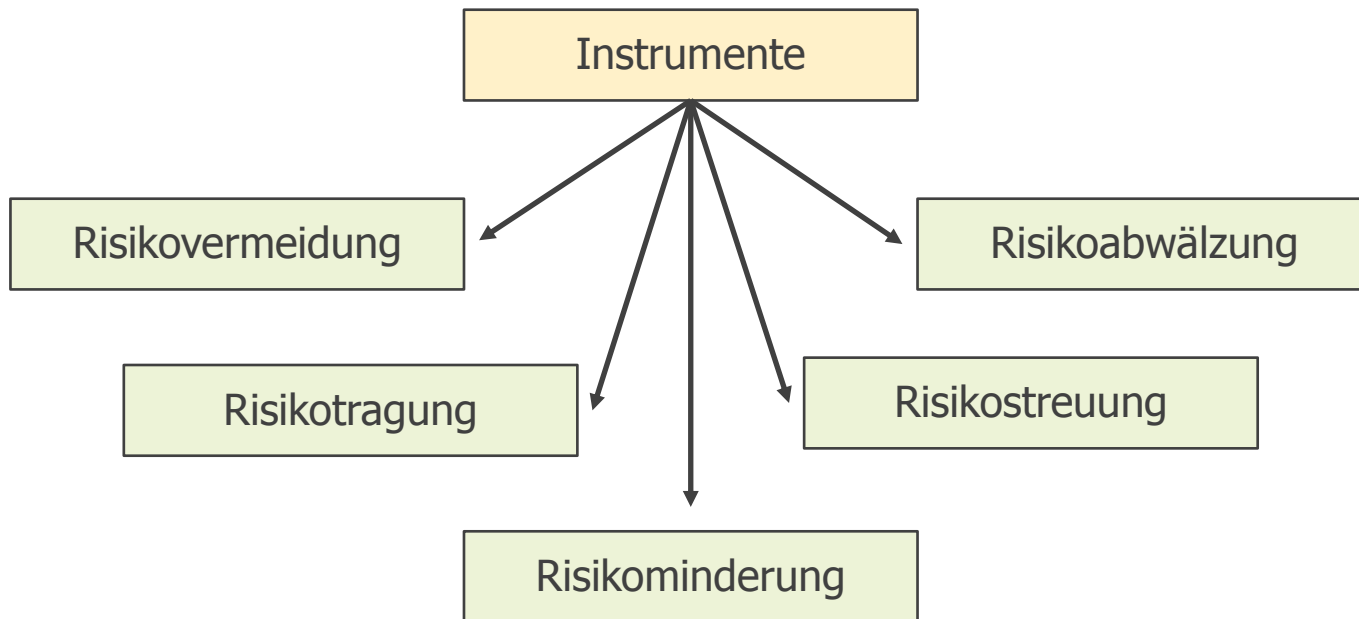 Instrumente
Risikovermeidung
Risikoabwälzung
Risikotragung
Risikostreuung
Risikominderung